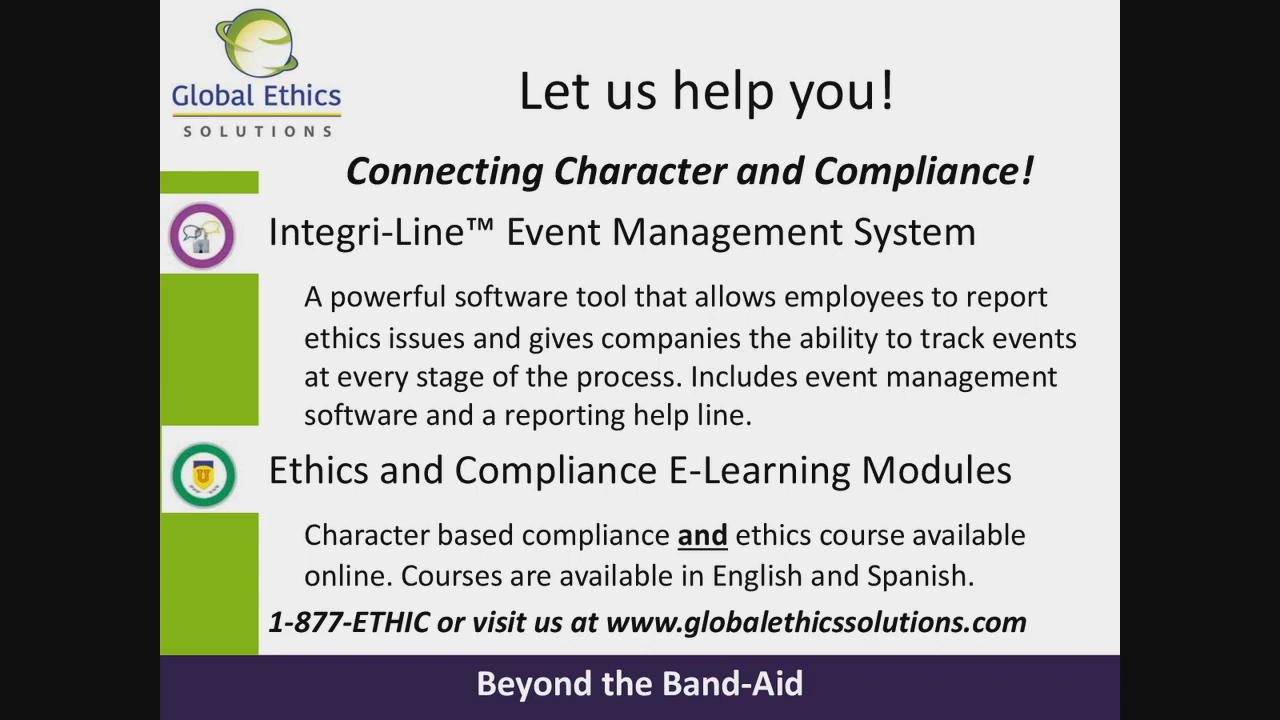 Global Ethics
SOLUTIONS
Let us help you!
Connecting Character and Compliance!
Integri-Line™ Event Management System
A powerful software tool that allows employees to report
ethics issues and gives companies the ability to track events
at every stage of the process. Includes event management
software and a reporting help line.
Ethics and Compliance E-Learning Modules
Character based compliance and ethics course available
online. Courses are available in English and Spanish.
1-877-ETHIC or visit us at www.globalethicssolutions.com
Beyond the Band-Aid